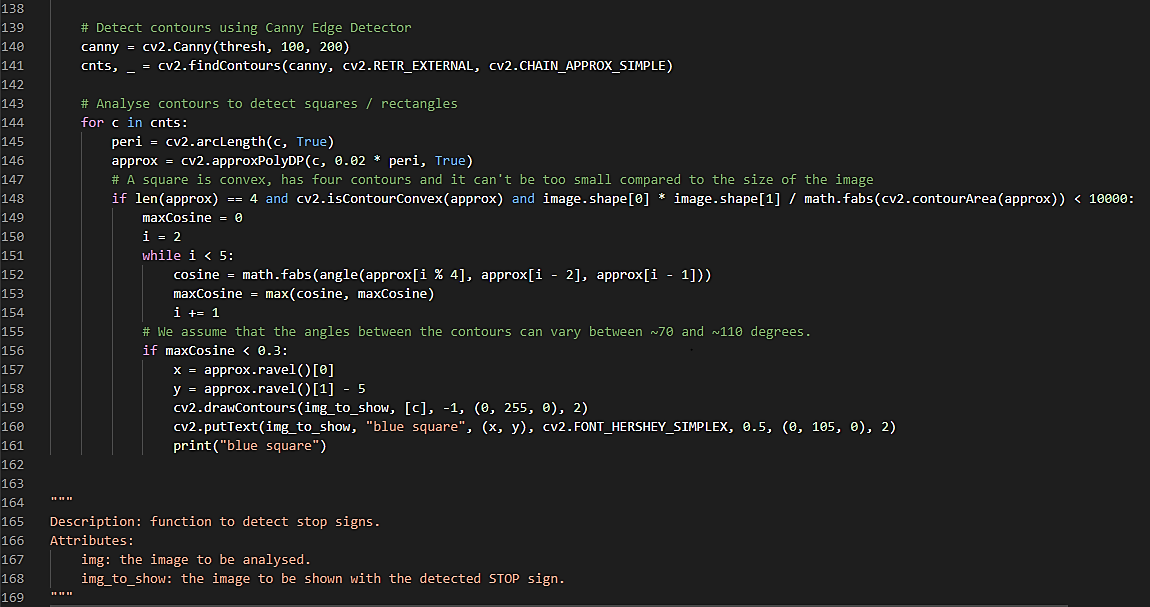 138
139 # Detect contours using Canny Edge Detector
140 canny = cv2.Canny(thresh, 100, 200)
141 cnts, _ = cv2.findContours(canny, cv2.RETR_EXTERNAL, cv2.CHAIN_APPROX_SIMPLE)
142
143 # Analyse contours to detect squares / rectangles
144 for c in cnts:
145 peri = cv2.arcLength(c, True)
146 approx = cv2.approxPolyDP(c, 0.02 * peri, True)
147 # A square is convex, has four contours and it can't be too small compared to the size of the image
148 if len(approx) == 4 and cv2.isContourConvex(approx) and image.shape[0] * image.shape[1] / math.fabs(cv2.contourArea(approx)) < 10000:
149 maxCosine = 0
150 i = 2
151 while i < 5:
152 cosine = math.fabs(angle(approx[i % 4], approx[i - 2], approx[i - 1]))
153 maxCosine = max(cosine, maxCosine)
154 i += 1
155 # We assume that the angles between the contours can vary between ~70 and ~110 degrees.
156 if maxCosine < 0.3:
157 x = approx.ravel()[0]
158 y = approx.ravel()[1] - 5
159 cv2.drawContours(img_to_show, [c], -1, (0, 255, 0), 2)
160 cv2.putText(img_to_show, "blue square", (x, y), cv2.FONT_HERSHEY_SIMPLEX, 0.5, (0, 105, 0), 2)
161 print("blue square")
162
163
164 """
165 Description: function to detect stop signs.
166 Attributes:
167 img: the image to be analysed.
168 img_to_show: the image to be shown with the detected STOP sign.
169 """